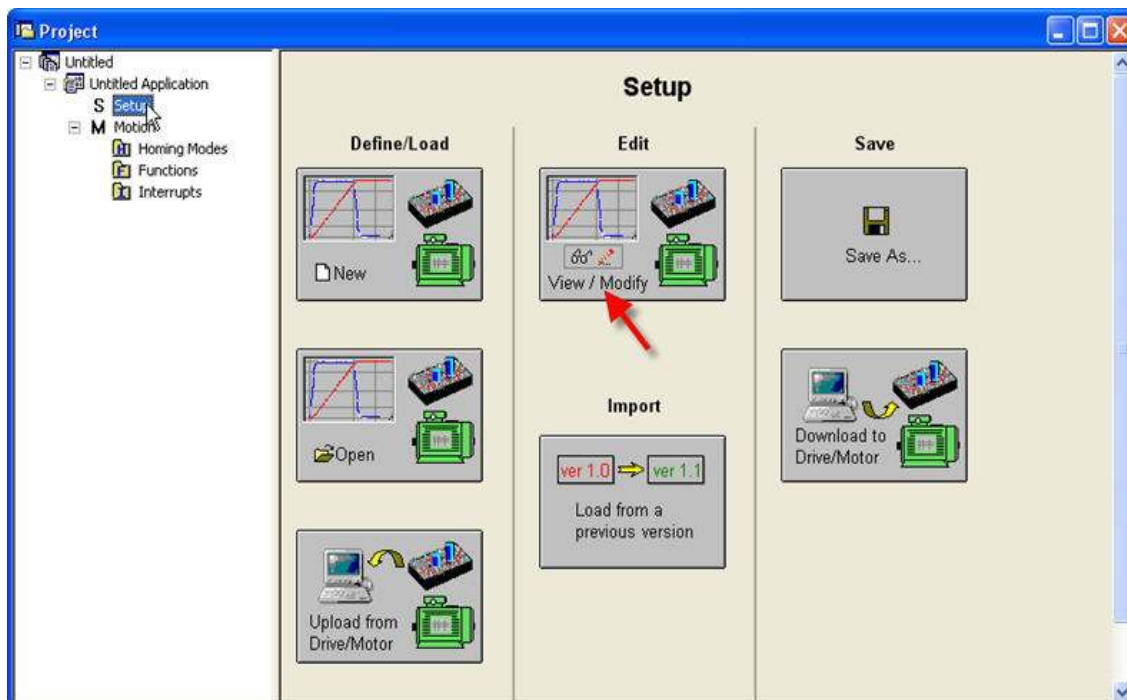 Project
Untitled
Untitled Application
S Setup
M Motion
H Homing Modes
F Functions
I Interrupts
Setup
Define/Load
New
Open
Upload from
Drive/Motor
Edit
View / Modify
Import
ver 1.0
ver 1.1
Load from a
previous version
Save
Save As...
Download to
Drive/Motor